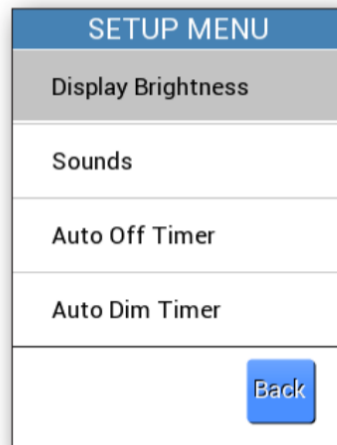 SETUP MENU
Display Brightness
Sounds
Auto Off Timer
Auto Dim Timer
Back